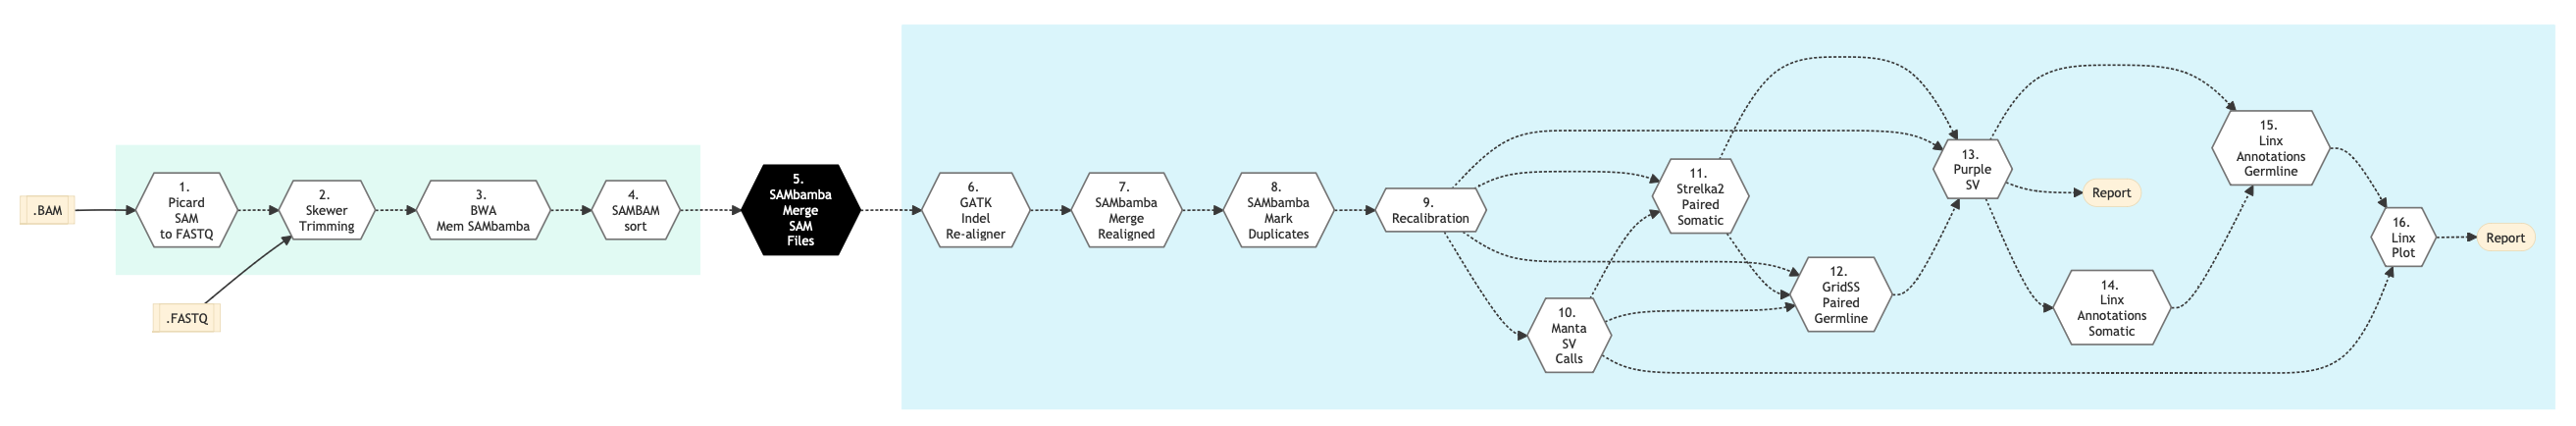 .BAM
.FASTQ
1.
Picard
SAM
to FASTQ
2.
Skewer
Trimming
3.
BWA
Mem SAMbamba
4.
SAMBAM
sort
5.
SAMbamba
Merge
SAM
Files
6.
GATK
Indel
Re-aligner
7.
SAMbamba
Merge
Realigned
8.
SAMbamba
Mark
Duplicates
9.
Recalibration
10.
Manta
SV
Calls
11.
Strelka2
Paired
Somatic
12.
GridSS
Paired
Germline
13.
Purple
SV
Report
14.
Linx
Annotations
Somatic
15.
Linx
Annotations
Germline
16.
Linx
Plot
Report